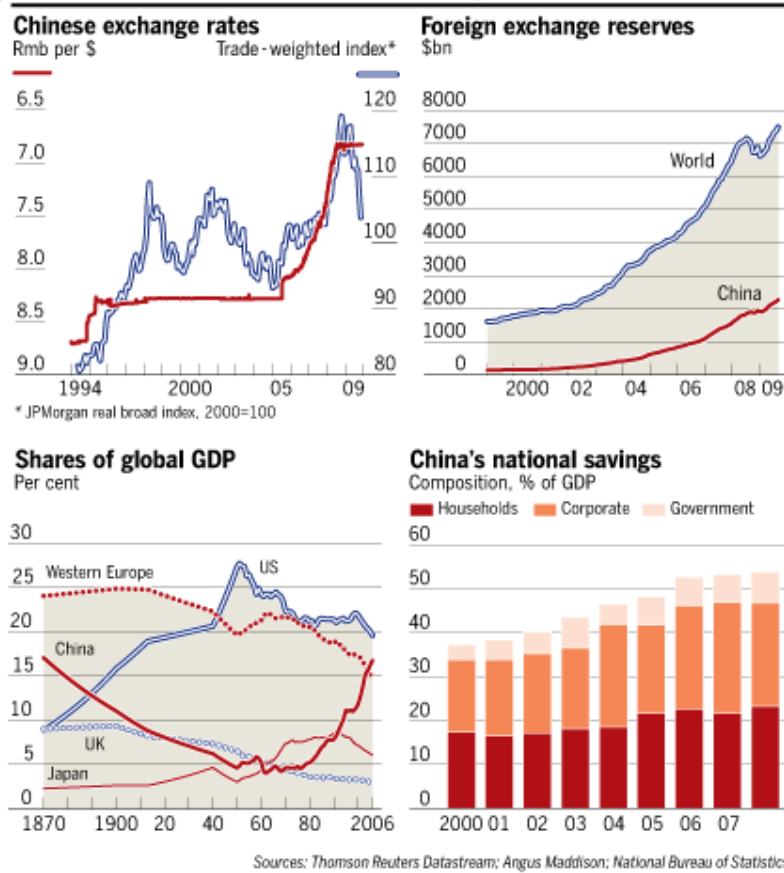 Chinese exchange rates
Rmb per $ Trade-weighted index*
6.5 120
7.0 110
7.5 100
8.0
8.5 90
9.0 80
1994 2000 05 09
* JPMorgan real broad index, 2000=100
Foreign exchange reserves
$bn
8000
7000
World
6000
5000
4000
3000
2000
China
1000
0
2000 02 04 06 08 09
Shares of global GDP
Per cent
30
Western Europe US
25
20
China
15
10
UK
5
Japan
0
1870 1900 20 40 60 80 2006
China's national savings
Composition, % of GDP
Households Corporate Government
60
50
40
30
20
10
0
2000 01 02 03 04 05 06 07
Sources: Thomson Reuters Datastream; Angus Maddison; National Bureau of Statistics